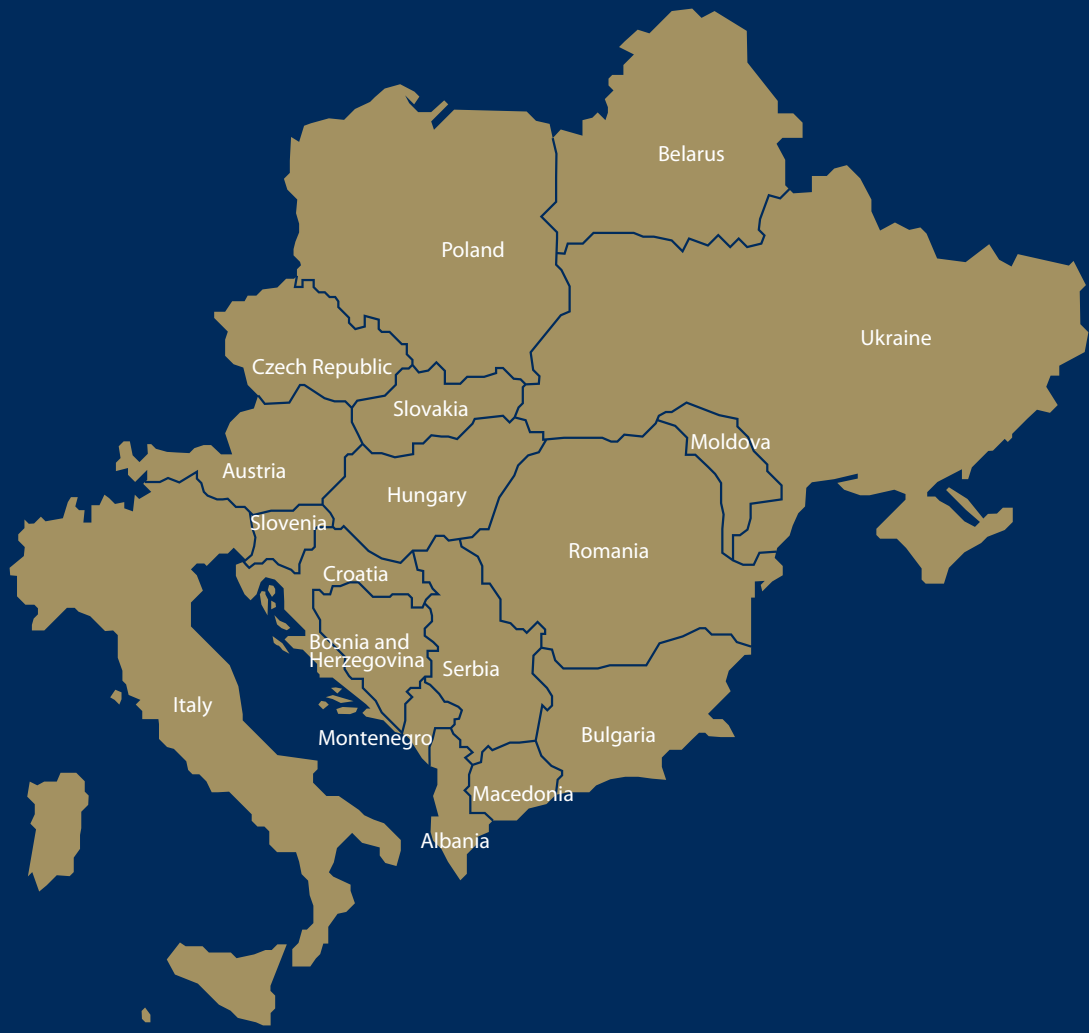 Belarus
Poland
Ukraine
Czech Republic
Slovakia
Moldova
Austria
Hungary
Slovenia
Romania
Croatia
Bosnia and
Herzegovina
Serbia
Italy
Montenegro
Bulgaria
Macedonia
Albania